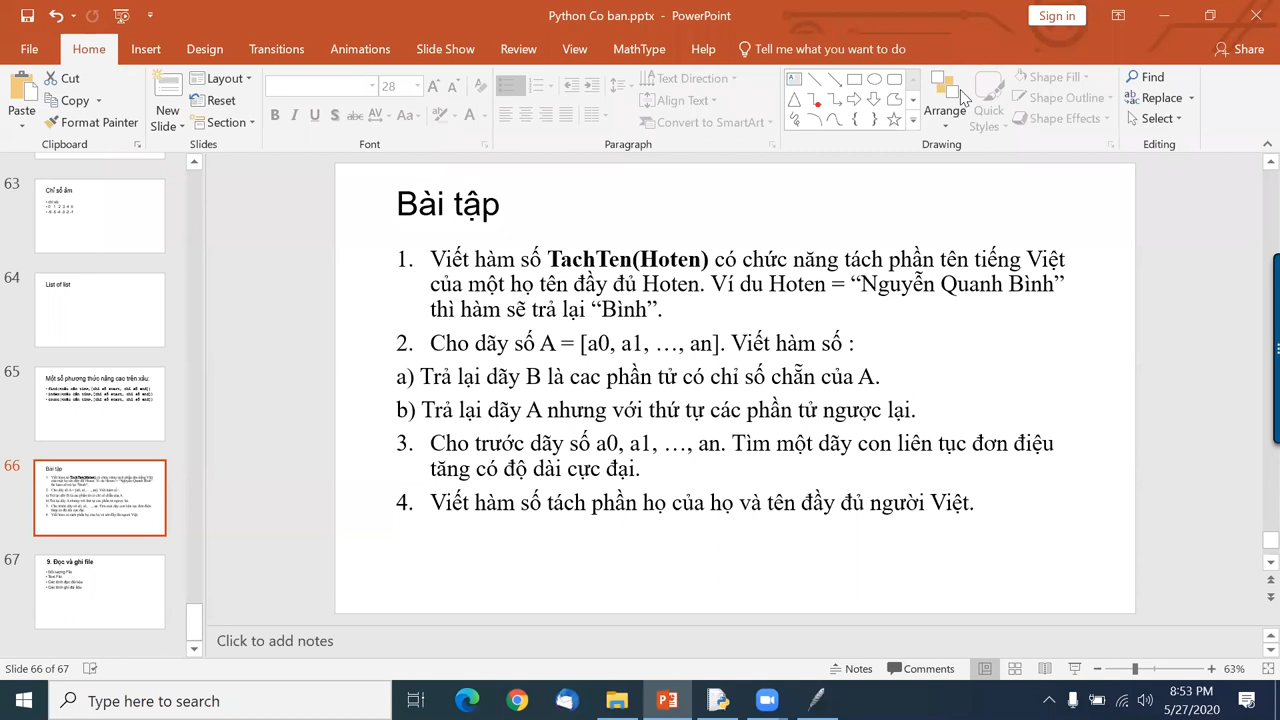 Python Co ban.pptx - PowerPoint
Sign in
File Home Insert Design Transitions Animations Slide Show Review View MathType Help Tell me what you want to do Share
Paste
Cut
Copy
Format Painter
Clipboard
New Slide
Layout
Reset
Section
Slides
28
Font
Text Direction
Align Text
Convert to SmartArt
Paragraph
Arrange
Quick Styles
Shape Fill
Shape Outline
Shape Effects
Drawing
Find
Replace
Select
Editing
63
Chỉ số âm
64
List of list
65
Một số phương thức nâng cao trên xâu:
66
Bài tập
67
9. Đọc và ghi file
Bài tập
1. Viết hàm số TachTen(Hoten) có chức năng tách phần tên tiếng Việt
của một họ tên đầy đủ Hoten. Ví du Hoten = “Nguyễn Quanh Bình”
thì hàm sẽ trả lại “Bình”.
2. Cho dãy số A = [a0, a1, …, an]. Viết hàm số :
a) Trả lại dãy B là cac phần tử có chỉ số chẵn của A.
b) Trả lại dãy A nhưng với thứ tự các phần tử ngược lại.
3. Cho trước dãy số a0, a1, …, an. Tìm một dãy con liên tục đơn điệu
tăng có độ dài cực đại.
4. Viết hàm số tách phần họ của họ và tên đầy đủ người Việt.
Click to add notes
Slide 66 of 67
Notes
Comments
63%
Type here to search
8:53 PM
5/27/2020